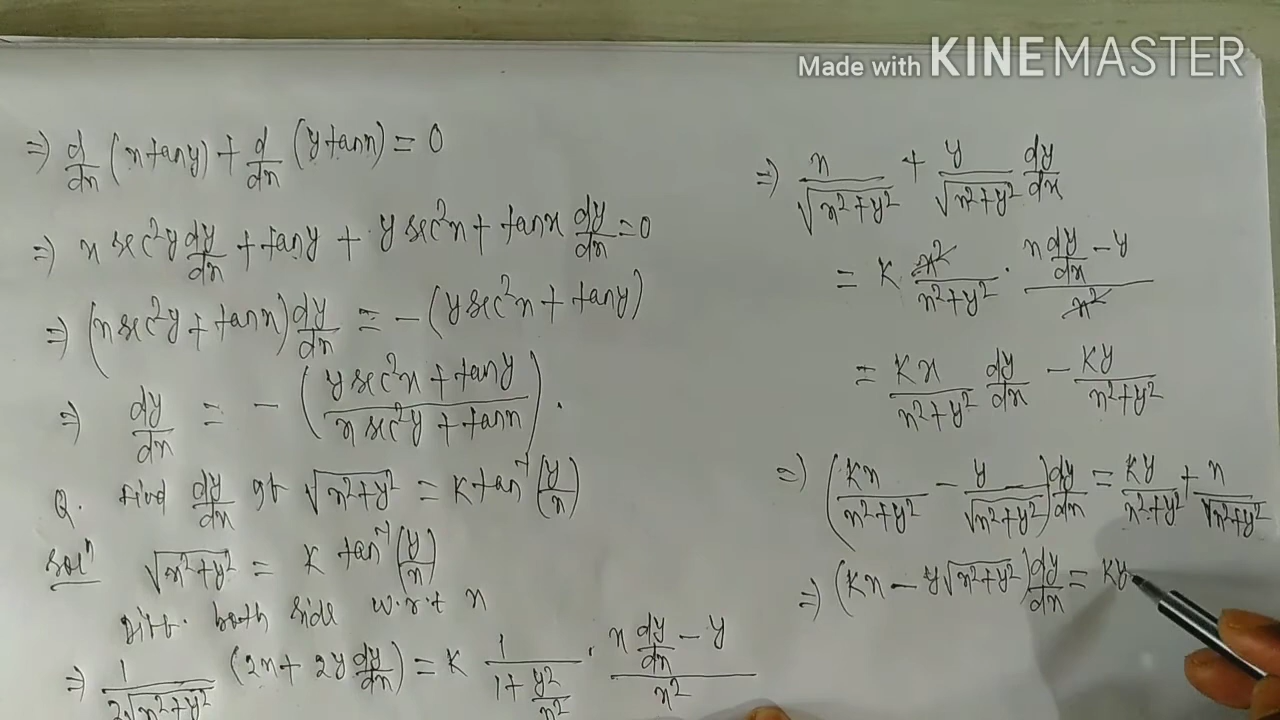 Made with KINEMASTER
⇒ d/dx (x tany) + d/dx (y tanx) = 0
⇒ x sec²y dy/dx + tany + y sec²x + tanx dy/dx = 0
⇒ (x sec²y + tanx) dy/dx = - (y sec²x + tany)
⇒ dy/dx = - ( (y sec²x + tany) / (x sec²y + tanx) ).
Q. Find dy/dx if √(x²+y²) = K tan⁻¹(y/x)
Solⁿ √(x²+y²) = K tan⁻¹(y/x)
Diff. both side w.r.t x
⇒ 1/(2√(x²+y²)) (2x + 2y dy/dx) = K 1/(1 + y²/x²) · (x dy/dx - y)/x²
⇒ x/√(x²+y²) + y/√(x²+y²) dy/dx
= K x²/(x²+y²) · (x dy/dx - y)/x²
= Kx/(x²+y²) dy/dx - Ky/(x²+y²)
⇒ (Kx/(x²+y²) - y/√(x²+y²)) dy/dx = Ky/(x²+y²) + x/√(x²+y²)
⇒ (Kx - y√(x²+y²)) dy/dx = Ky